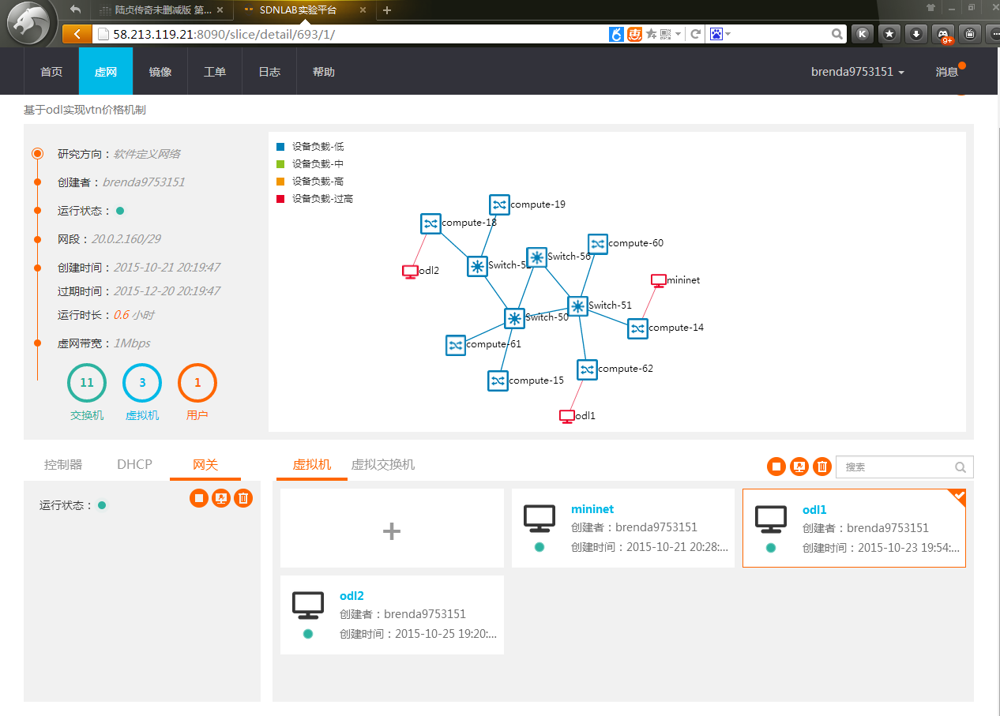 陆贞传奇未删减版 第...
SDNLAB实验平台
58.213.119.21:8090/slice/detail/693/1/
惠
K
9+
首页
虚网
镜像
工单
日志
帮助
brenda9753151
消息
基于odl实现vtn价格机制
研究方向：软件定义网络
创建者：brenda9753151
运行状态：
网段：20.0.2.160/29
创建时间：2015-10-21 20:19:47
过期时间：2015-12-20 20:19:47
运行时长：0.6 小时
虚网带宽：1Mbps
11
3
1
交换机
虚拟机
用户
设备负载-低
设备负载-中
设备负载-高
设备负载-过高
compute-19
compute-18
compute-60
Switch-56
odl2
mininet
Switch-51
Switch-50
compute-14
compute-61
compute-62
compute-15
odl1
控制器
DHCP
网关
运行状态：
虚拟机
虚拟交换机
搜索
mininet
创建者：brenda9753151
创建时间：2015-10-21 20:28:...
odl1
创建者：brenda9753151
创建时间：2015-10-23 19:54:...
odl2
创建者：brenda9753151
创建时间：2015-10-25 19:20:...